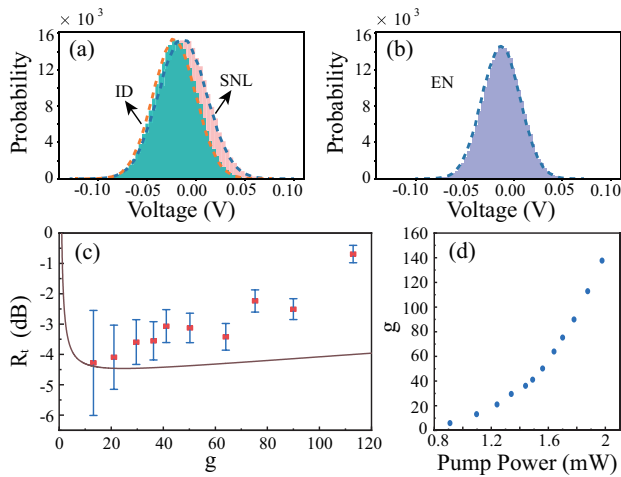 × 10³
16
12
8
4
0
Probability
(a)
ID
SNL
-0.10 -0.05 0.00 0.05 0.10
Voltage (V)
× 10³
16
12
8
4
0
Probability
(b)
EN
-0.10 -0.05 0.00 0.05 0.10
Voltage (V)
0
-1
-2
-3
-4
-5
-6
R_i (dB)
(c)
0 20 40 60 80 100 120
g
160
140
120
100
80
60
40
20
0
g
(d)
0.8 1.2 1.6 2
Pump Power (mW)